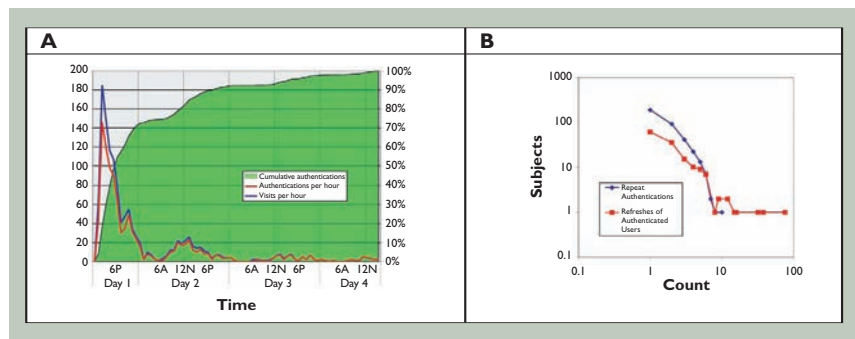 A
B
200
180
160
140
120
100
80
60
40
20
0
100%
90%
80%
70%
60%
50%
40%
30%
20%
10%
0%
Cumulative authentications
Authentications per hour
Visits per hour
6P 6A 12N 6P 6A 12N 6P 6A 12N
Day 1 Day 2 Day 3 Day 4
Time
Subjects
1000
100
10
1
0.1
Repeat
Authentications
Refreshes of
Authenticated
Users
0.1 1 10 100
Count